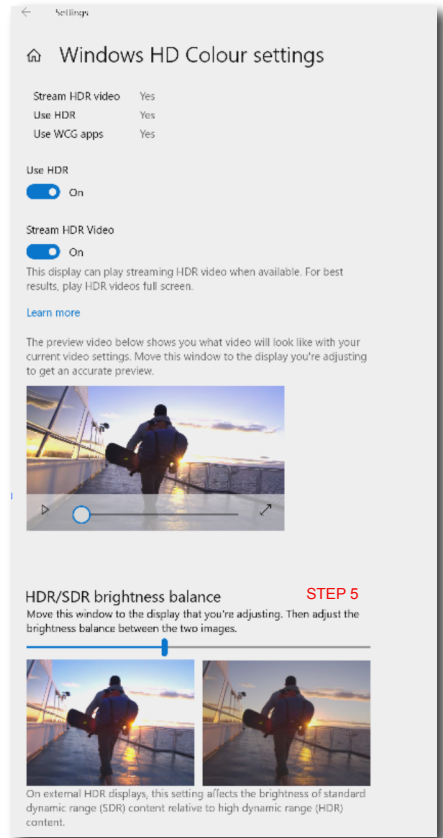 Settings
Windows HD Colour settings
Stream HDR video Yes
Use HDR Yes
Use WCG apps Yes
Use HDR
On
Stream HDR Video
On
This display can play streaming HDR video when available. For best
results, play HDR videos full screen.
Learn more
The preview video below shows you what video will look like with your
current video settings. Move this window to the display you're adjusting
to get an accurate preview.
HDR/SDR brightness balance STEP 5
Move this window to the display that you're adjusting. Then adjust the
brightness balance between the two images.
On external HDR displays, this setting affects the brightness of standard
dynamic range (SDR) content relative to high dynamic range (HDR)
content.